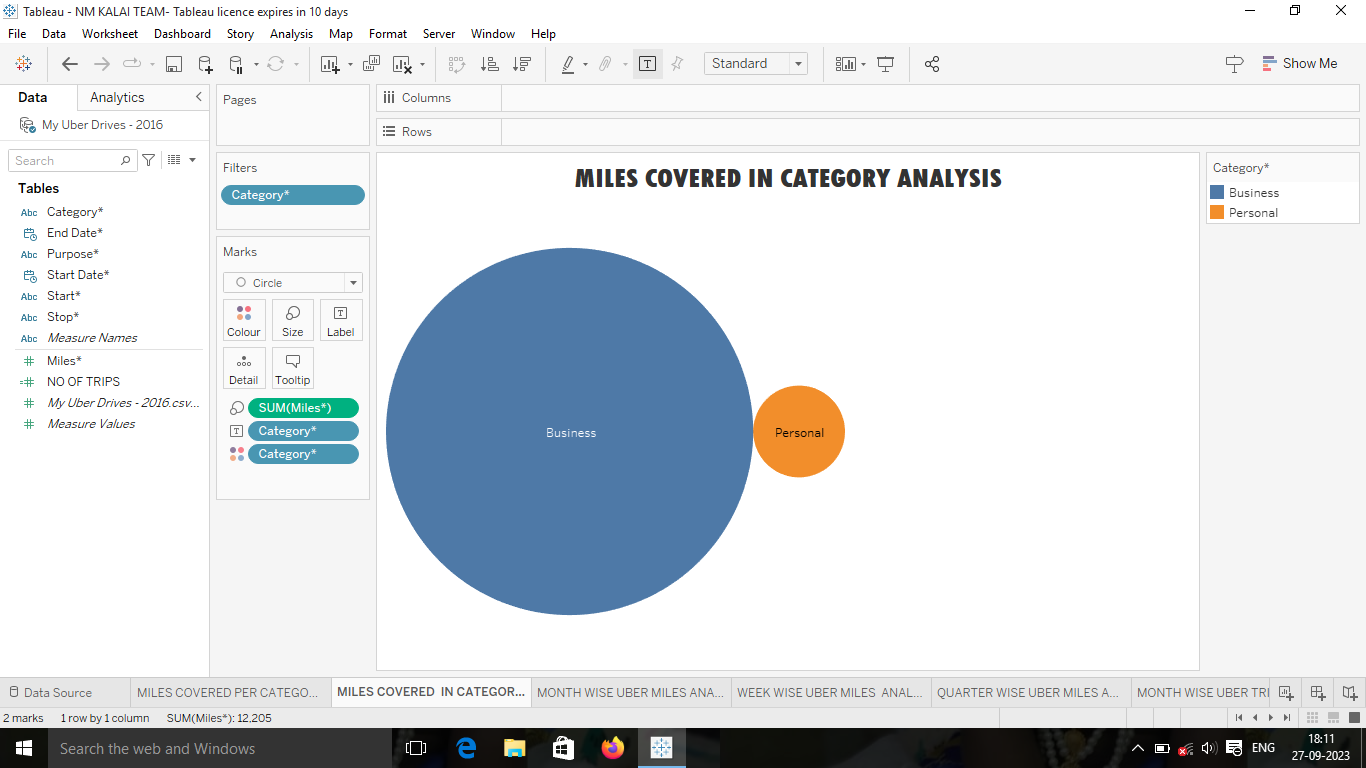 Tableau - NM KALAI TEAM- Tableau licence expires in 10 days
File Data Worksheet Dashboard Story Analysis Map Format Server Window Help
Standard
Show Me
Data Analytics
My Uber Drives - 2016
Search
Tables
Abc Category*
End Date*
Abc Purpose*
Start Date*
Abc Start*
Abc Stop*
Abc Measure Names
# Miles*
=# NO OF TRIPS
# My Uber Drives - 2016.csv...
# Measure Values
Pages
Filters
Category*
Marks
Circle
Colour Size Label
Detail Tooltip
SUM(Miles*)
Category*
Category*
Columns
Rows
MILES COVERED IN CATEGORY ANALYSIS
Business
Personal
Category*
Business
Personal
Data Source MILES COVERED PER CATEGO... MILES COVERED  IN CATEGOR... MONTH WISE UBER MILES ANA... WEEK WISE UBER MILES  ANAL... QUARTER WISE UBER MILES A... MONTH WISE UBER TRI
2 marks 1 row by 1 column SUM(Miles*): 12,205
Search the web and Windows
ENG
18:11
27-09-2023